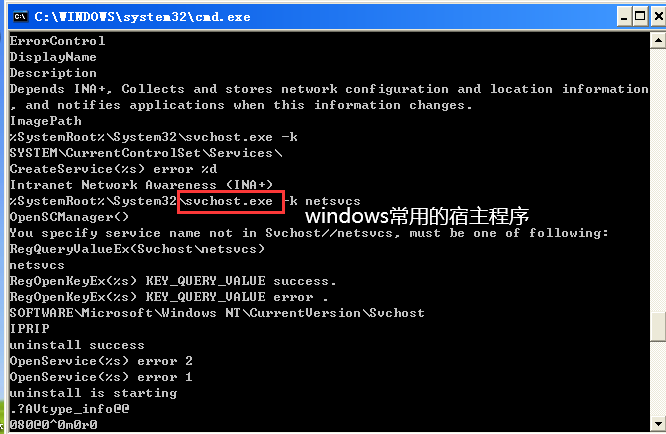 C:\WINDOWS\system32\cmd.exe
ErrorControl
DisplayName
Description
Depends INA+, Collects and stores network configuration and location information
, and notifies applications when this information changes.
ImagePath
%SystemRoot%\System32\svchost.exe -k
SYSTEM\CurrentControlSet\Services\
CreateService(%s) error %d
Intranet Network Awareness (INA+)
%SystemRoot%\System32\svchost.exe -k netsvcs
windows常用的宿主程序
OpenSCManager()
You specify service name not in Svchost//netsvcs, must be one of following:
RegQueryValueEx(Svchost\netsvcs)
netsvcs
RegOpenKeyEx(%s) KEY_QUERY_VALUE success.
RegOpenKeyEx(%s) KEY_QUERY_VALUE error .
SOFTWARE\Microsoft\Windows NT\CurrentVersion\Svchost
IPRIP
uninstall success
OpenService(%s) error 2
OpenService(%s) error 1
uninstall is starting
.?AVtype_info@@
080@0^0m0r0